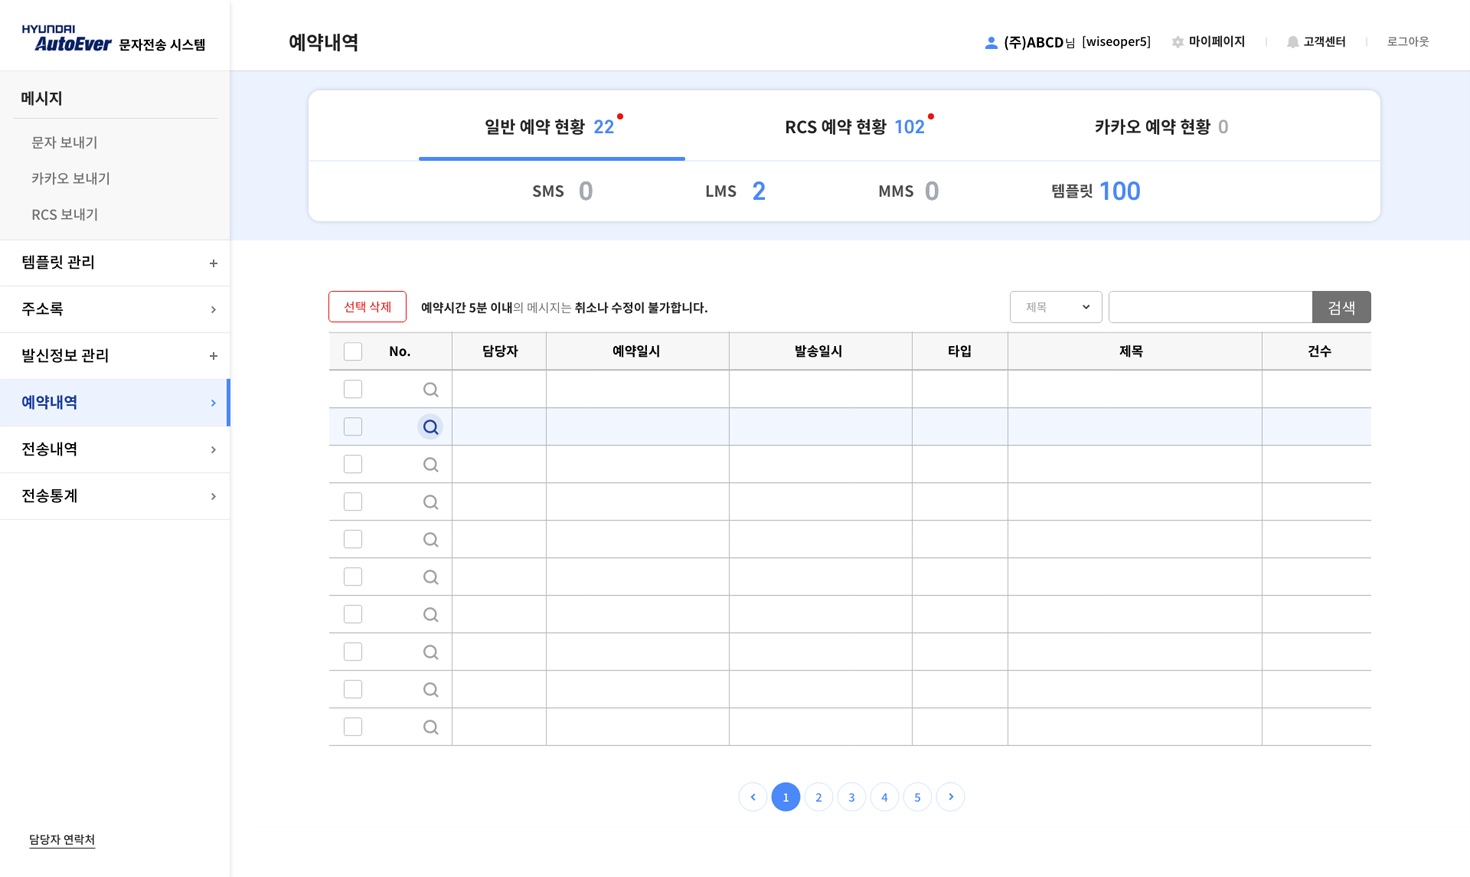 HYUNDAI
AutoEver 문자전송 시스템
예약내역
(주)ABCD님 [wiseoper5] 마이페이지 고객센터 로그아웃
메시지
문자 보내기
카카오 보내기
RCS 보내기
템플릿 관리
주소록
발신정보 관리
예약내역
전송내역
전송통계
담당자 연락처
일반 예약 현황 22 RCS 예약 현황 102 카카오 예약 현황 0
SMS 0 LMS 2 MMS 0 템플릿 100
선택 삭제 예약시간 5분 이내의 메시지는 취소나 수정이 불가합니다. 제목 검색
No. 담당자 예약일시 발송일시 타입 제목 건수
1 2 3 4 5